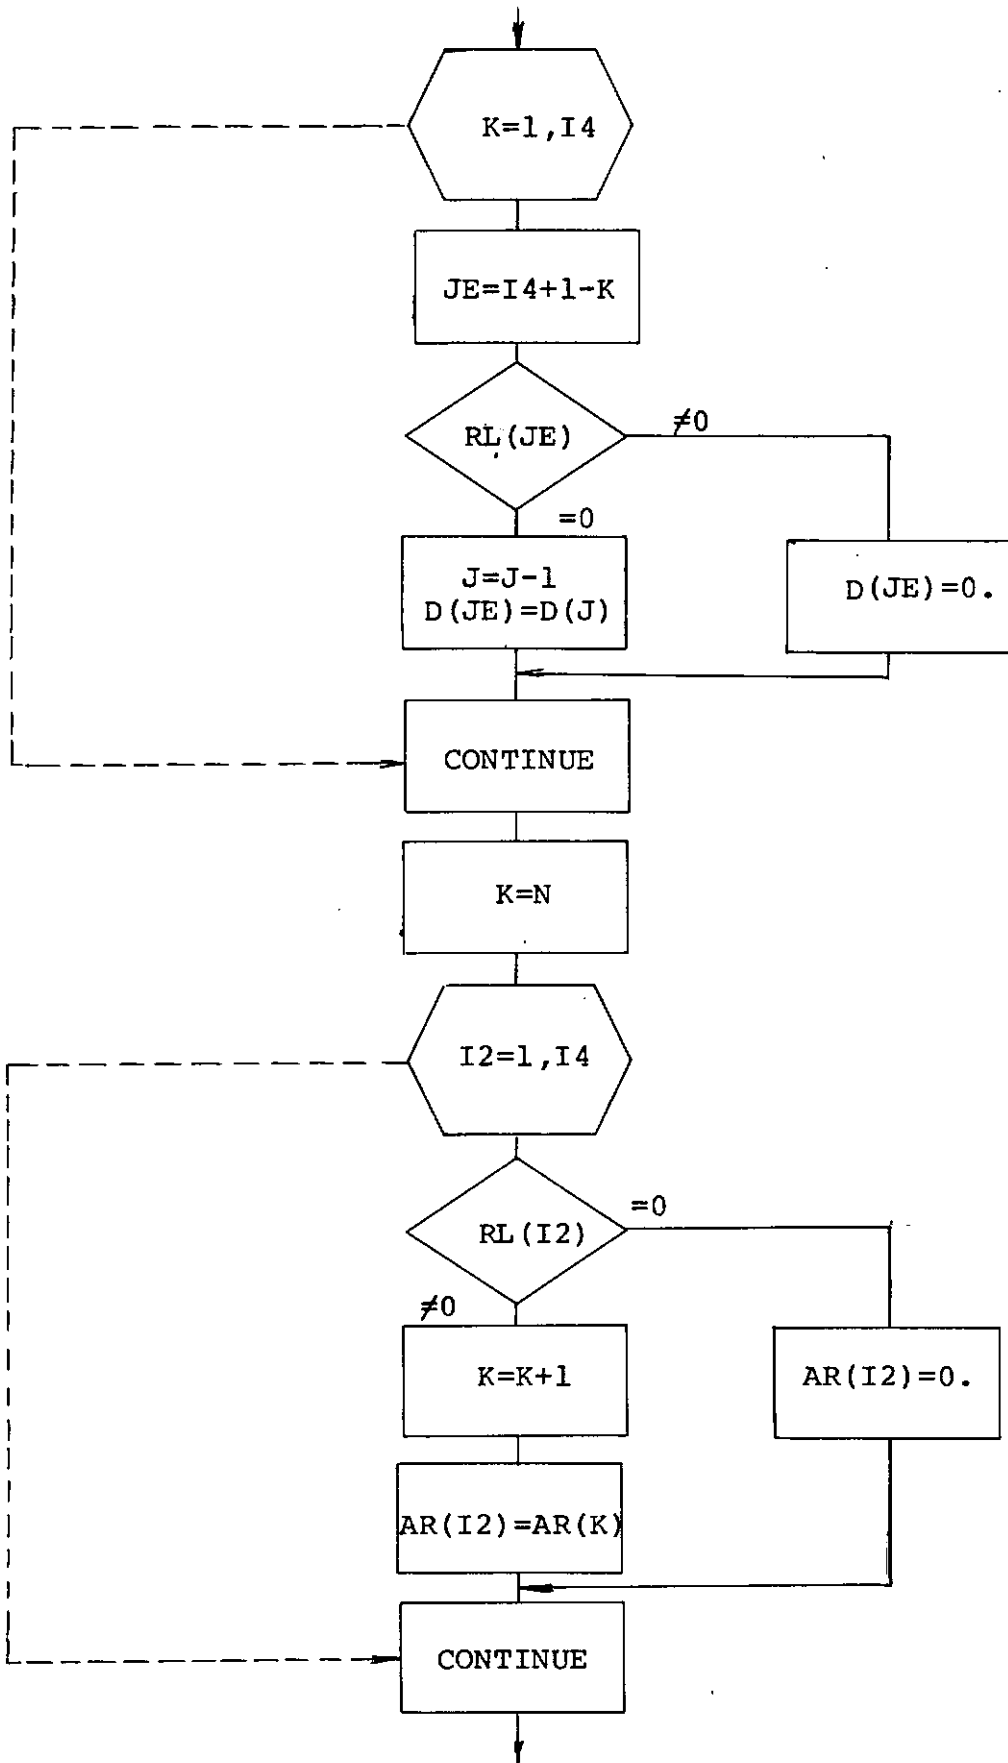 K=1,I4
JE=I4+1-K
RL(JE)
≠0
=0
J=J-1
D(JE)=D(J)
D(JE)=0.
CONTINUE
K=N
I2=1,I4
RL(I2)
=0
≠0
K=K+1
AR(I2)=0.
AR(I2)=AR(K)
CONTINUE